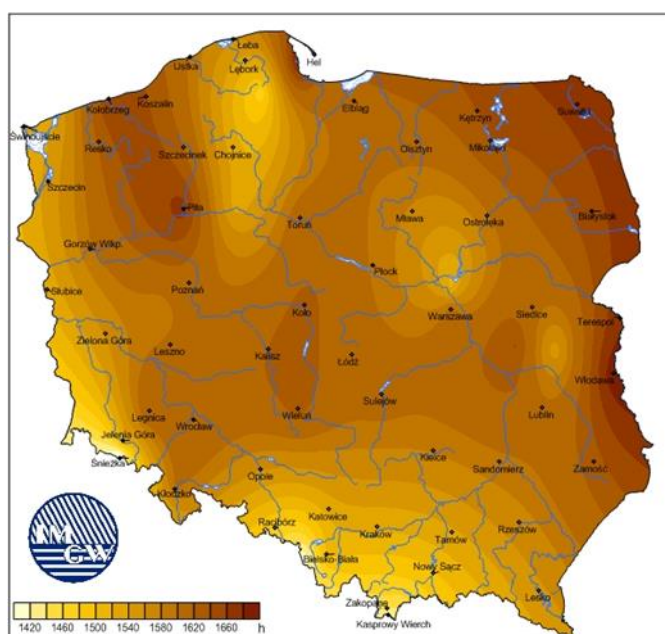 Łeba
Hel
Ustka
Lębork
Kołobrzeg
Koszalin
Elbląg
Kętrzyn
Suwałki
Świnoujście
Resko
Szczecinek
Chojnice
Olsztyn
Mikołajki
Szczecin
Piła
Toruń
Mława
Ostrołęka
Białystok
Gorzów Wlkp.
Płock
Słubice
Poznań
Koło
Warszawa
Siedlce
Terespol
Zielona Góra
Leszno
Kalisz
Łódź
Włodawa
Sulejów
Legnica
Wrocław
Wieluń
Lublin
Jelenia Góra
Śnieżka
Kielce
Sandomierz
Zamość
Kłodzko
Opole
Katowice
Racibórz
Kraków
Tarnów
Rzeszów
Bielsko-Biała
Nowy Sącz
Lesko
Zakopane
Kasprowy Wierch
IM
GW
1420 1460 1500 1540 1580 1620 1660 h